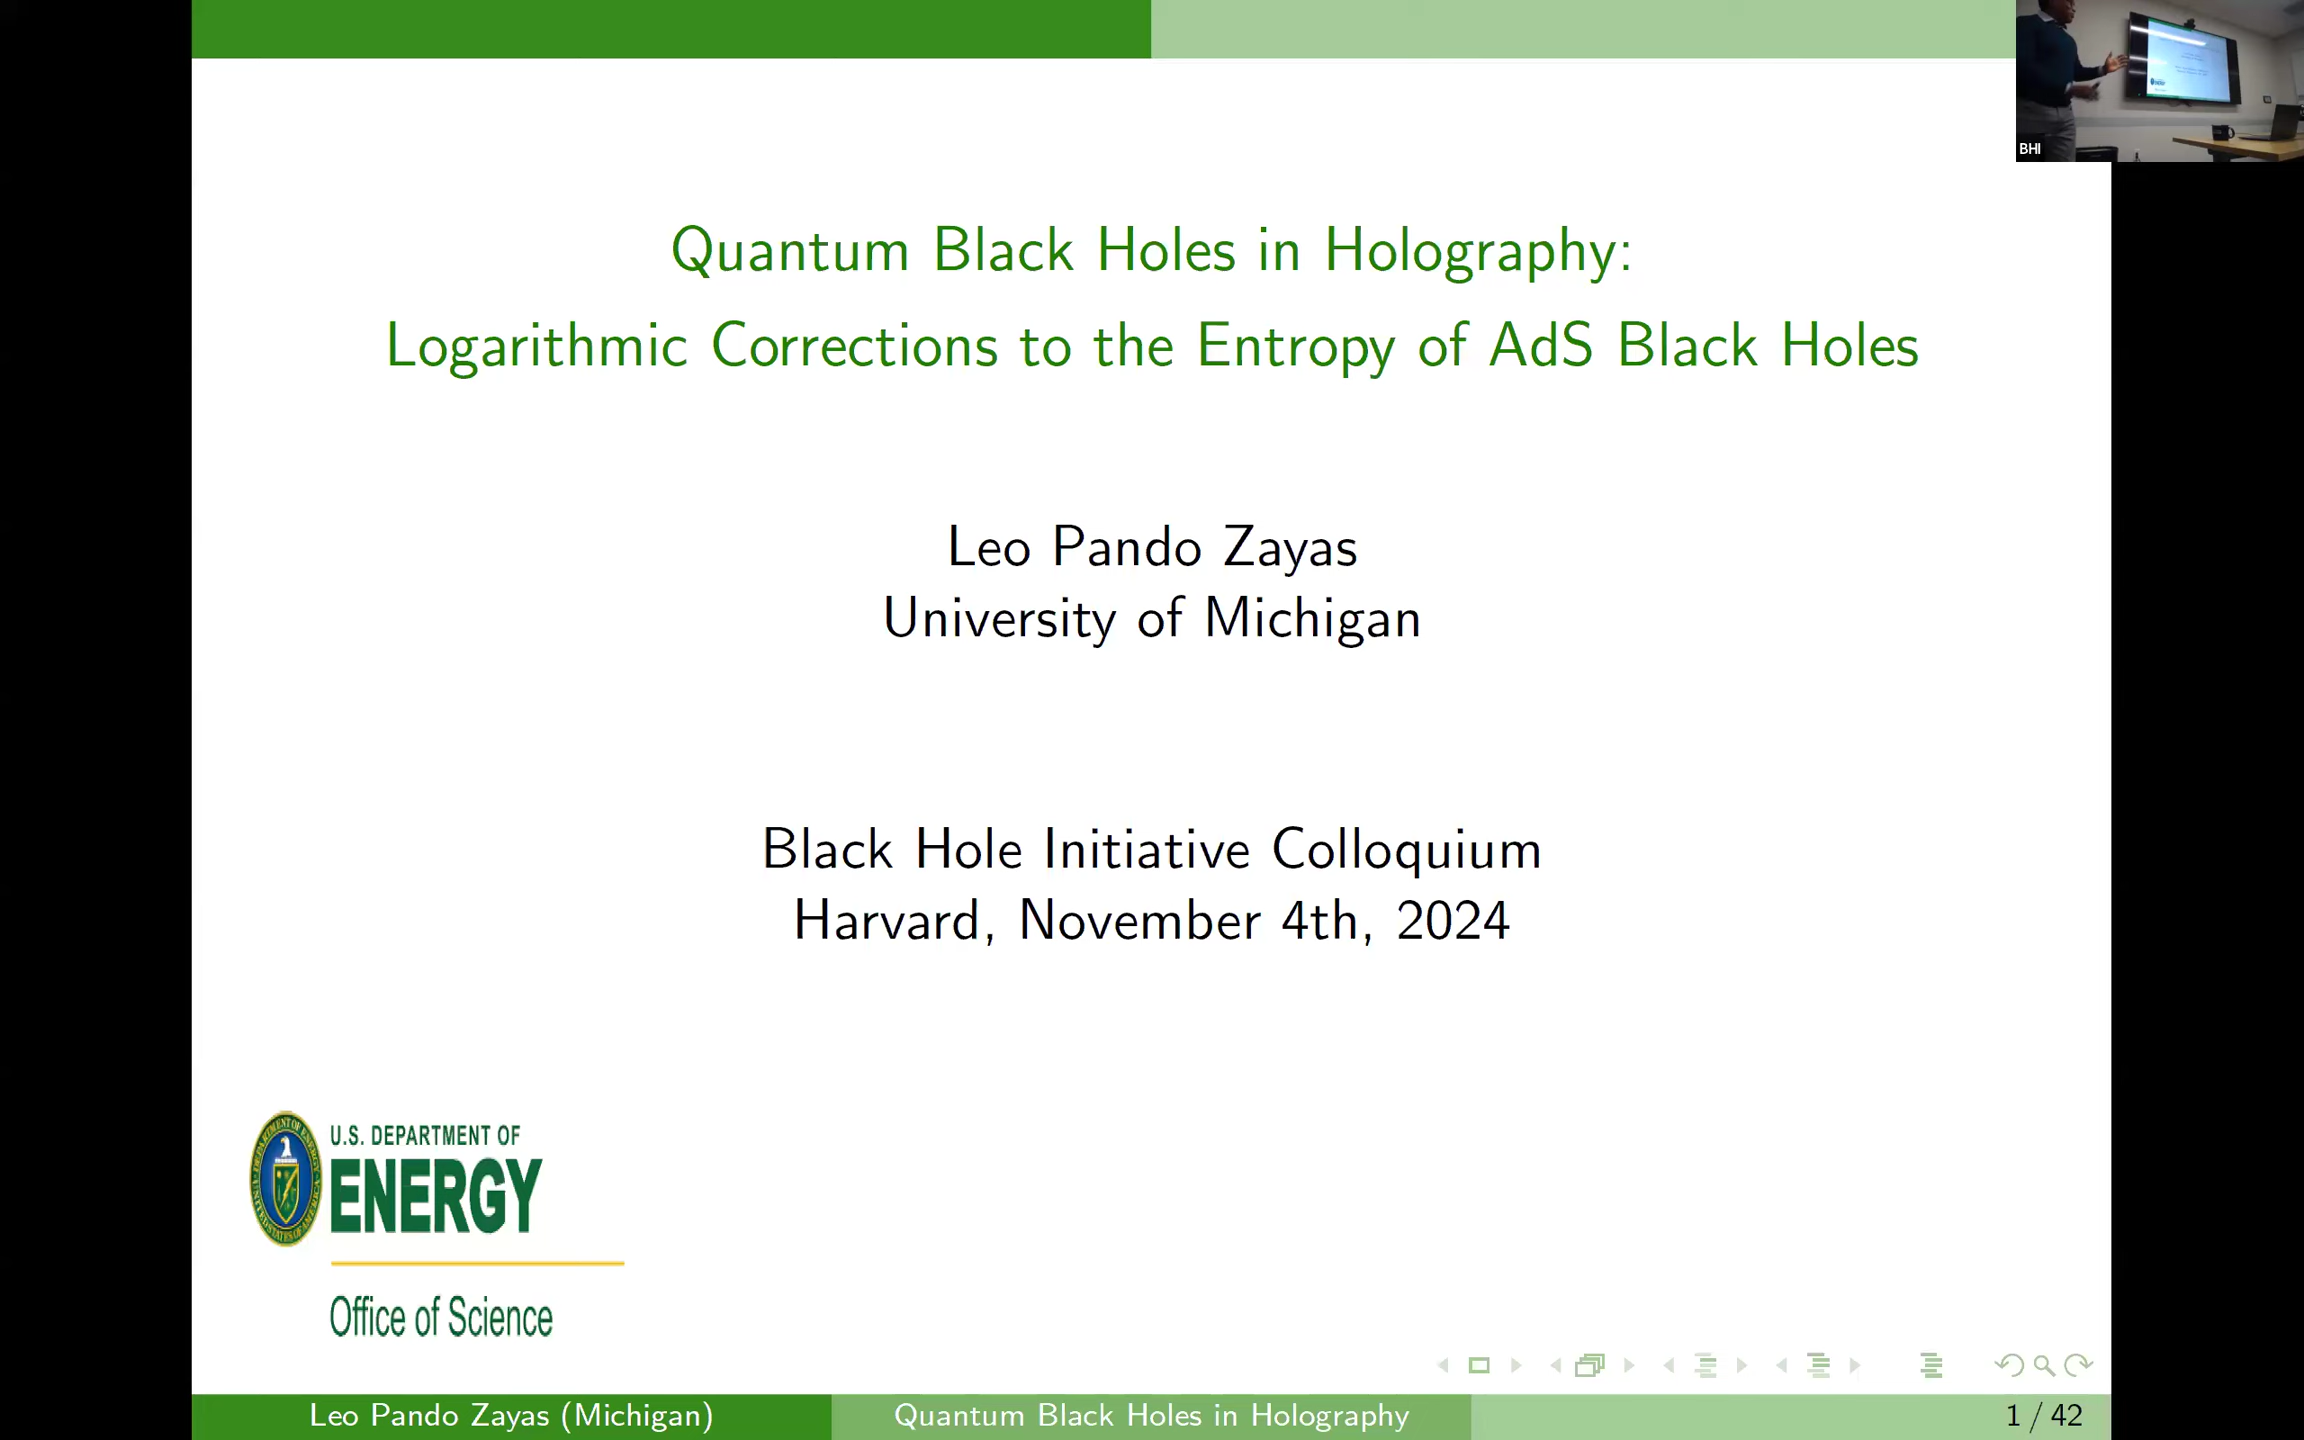 BHI
Quantum Black Holes in Holography:
Logarithmic Corrections to the Entropy of AdS Black Holes
Leo Pando Zayas
University of Michigan
Black Hole Initiative Colloquium
Harvard, November 4th, 2024
U.S. DEPARTMENT OF
ENERGY
Office of Science
Leo Pando Zayas (Michigan)
Quantum Black Holes in Holography
1 / 42